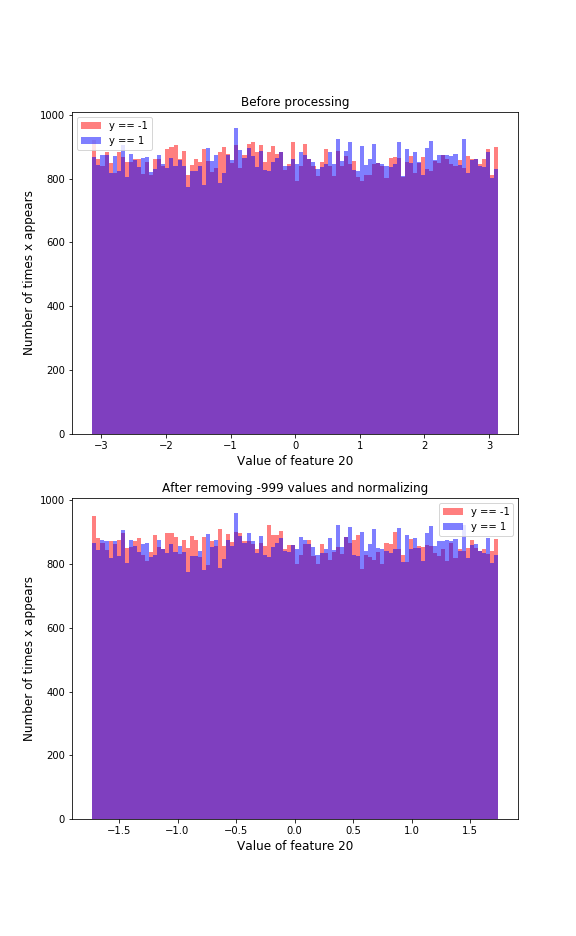 Before processing
1000
y == -1
y == 1
800
600
400
200
0
Number of times x appears
−3 −2 −1 0 1 2 3
Value of feature 20
After removing -999 values and normalizing
1000
y == -1
y == 1
800
600
400
200
0
Number of times x appears
−1.5 −1.0 −0.5 0.0 0.5 1.0 1.5
Value of feature 20